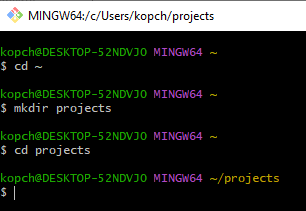 MINGW64:/c/Users/kopch/projects
kopch@DESKTOP-52NDVJO MINGW64 ~
$ cd ~
kopch@DESKTOP-52NDVJO MINGW64 ~
$ mkdir projects
kopch@DESKTOP-52NDVJO MINGW64 ~
$ cd projects
kopch@DESKTOP-52NDVJO MINGW64 ~/projects
$